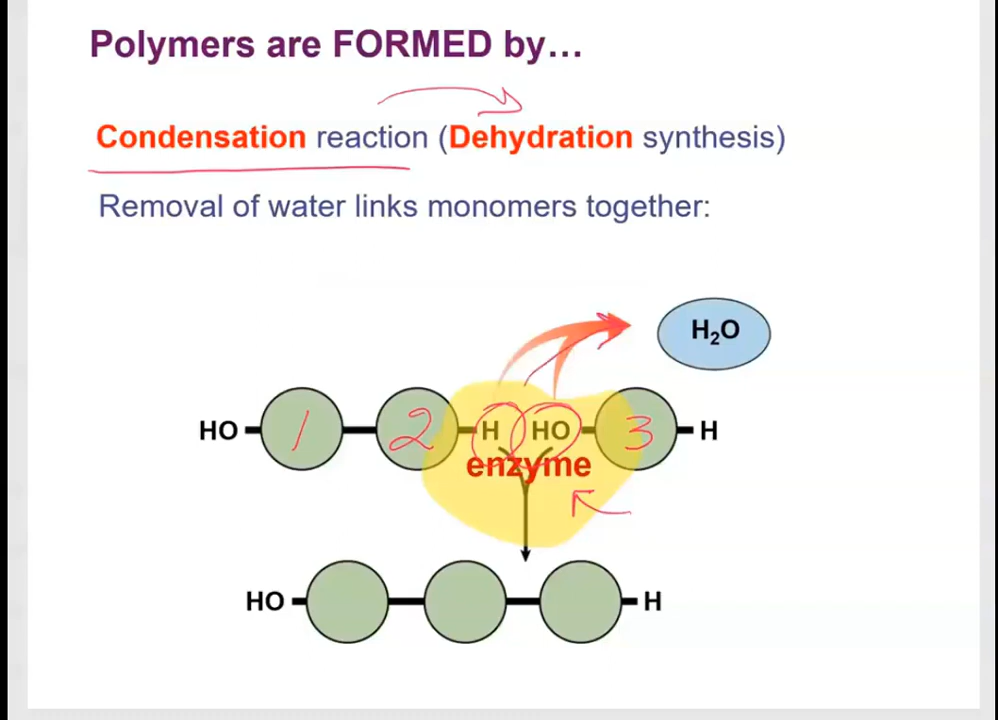 Polymers are FORMED by...
Condensation reaction (Dehydration synthesis)
Removal of water links monomers together:
H₂O
HO 1 2 H HO 3 H
enzyme
HO H